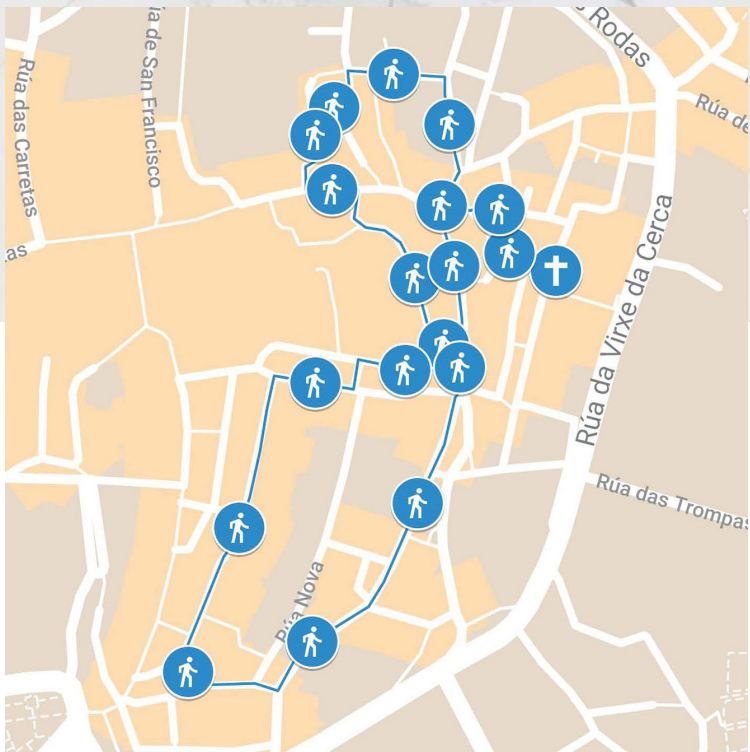 Rodas
Rúa das Carretas
a de San Francisco
Rúa de
as
Rúa da Virxe da Cerca
Rúa das Trompas
Rúa Nova